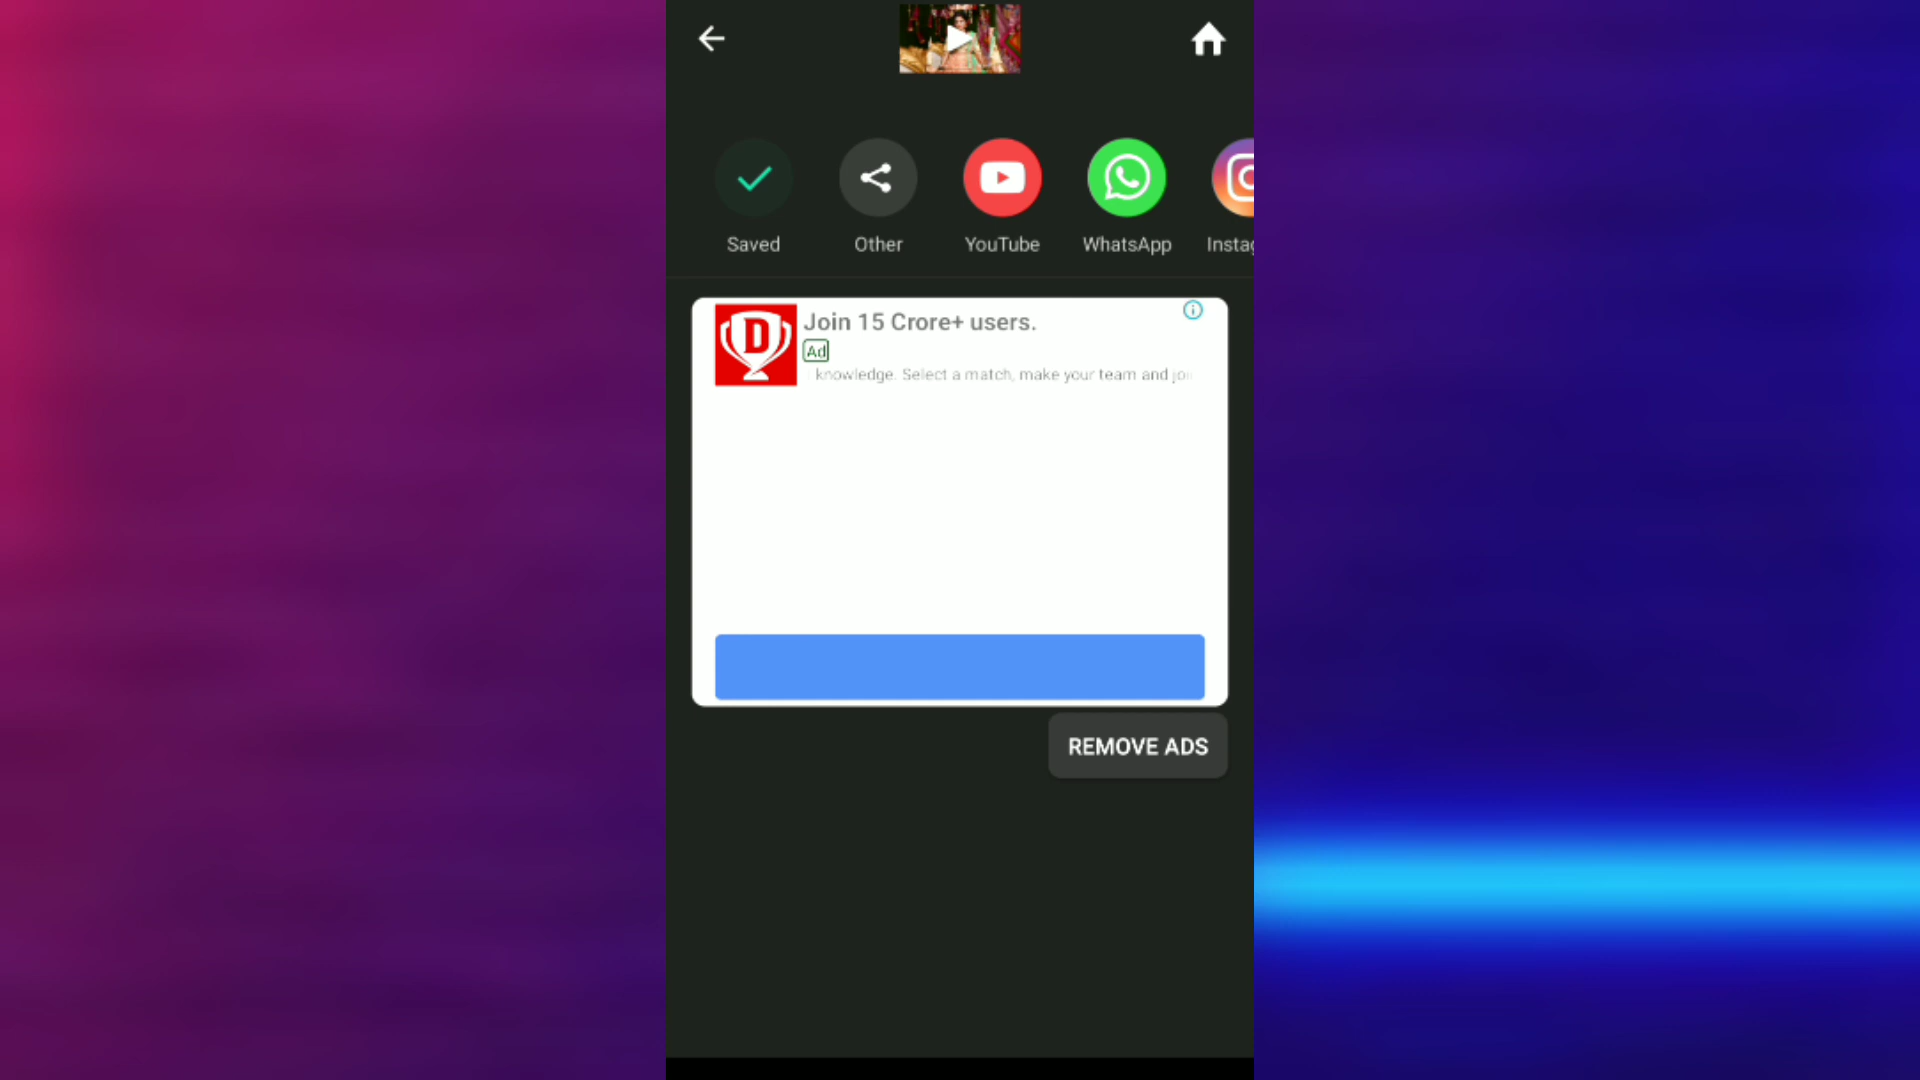 Saved
Other
YouTube
WhatsApp
Join 15 Crore+ users.
D
Ad
knowledge. Select a match, make your team and
REMOVE ADS